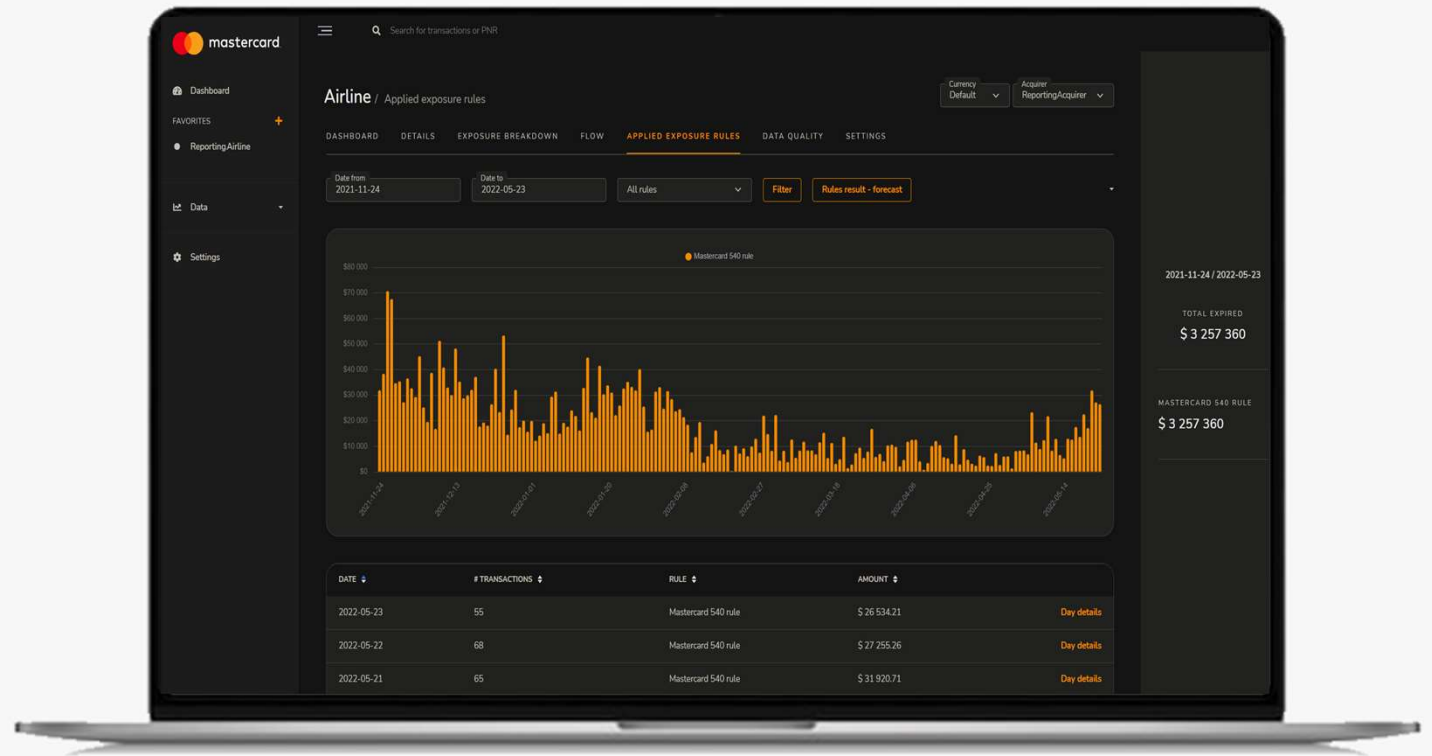 mastercard
Search for transactions or PNR
Dashboard
FAVORITES +
ReportingAirline
Data
Settings
Airline / Applied exposure rules
Currency
Default
Acquirer
ReportingAcquirer
DASHBOARD DETAILS EXPOSURE BREAKDOWN FLOW APPLIED EXPOSURE RULES DATA QUALITY SETTINGS
Date from
2021-11-24
Date to
2022-05-23
All rules
Filter
Rules result - forecast
Mastercard 540 rule
$80 000
$70 000
$60 000
$50 000
$40 000
$30 000
$20 000
$10 000
$0
2021-11-24
2021-12-13
2022-01-01
2022-01-20
2022-02-08
2022-02-27
2022-03-18
2022-04-06
2022-04-25
2022-05-14
DATE # TRANSACTIONS RULE AMOUNT
2022-05-23 55 Mastercard 540 rule $ 26 534.21 Day details
2022-05-22 68 Mastercard 540 rule $ 27 255.26 Day details
2022-05-21 65 Mastercard 540 rule $ 31 920.71 Day details
2021-11-24 / 2022-05-23
TOTAL EXPIRED
$ 3 257 360
MASTERCARD 540 RULE
$ 3 257 360